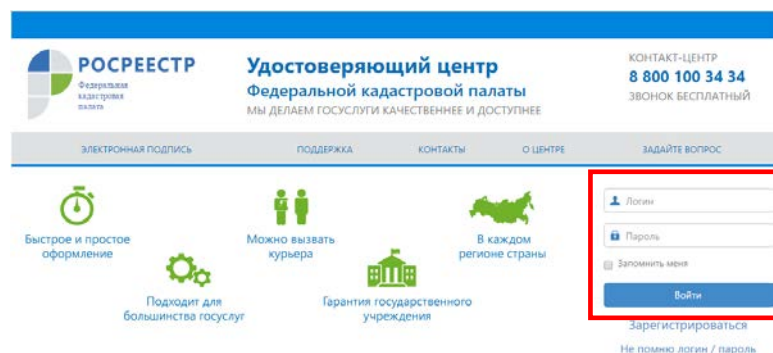 РОСРЕЕСТР
Федеральная
кадастровая
палата
Удостоверяющий центр
Федеральной кадастровой палаты
МЫ ДЕЛАЕМ ГОСУСЛУГИ КАЧЕСТВЕННЕЕ И ДОСТУПНЕЕ
КОНТАКТ-ЦЕНТР
8 800 100 34 34
ЗВОНОК БЕСПЛАТНЫЙ
ЭЛЕКТРОННАЯ ПОДПИСЬ ПОДДЕРЖКА КОНТАКТЫ О ЦЕНТРЕ ЗАДАЙТЕ ВОПРОС
Быстрое и простое
оформление
Подходит для
большинства госуслуг
Можно вызвать
курьера
Гарантия государственного
учреждения
В каждом
регионе страны
Логин
Пароль
Запомнить меня
Войти
Зарегистрироваться
Не помню логин / пароль